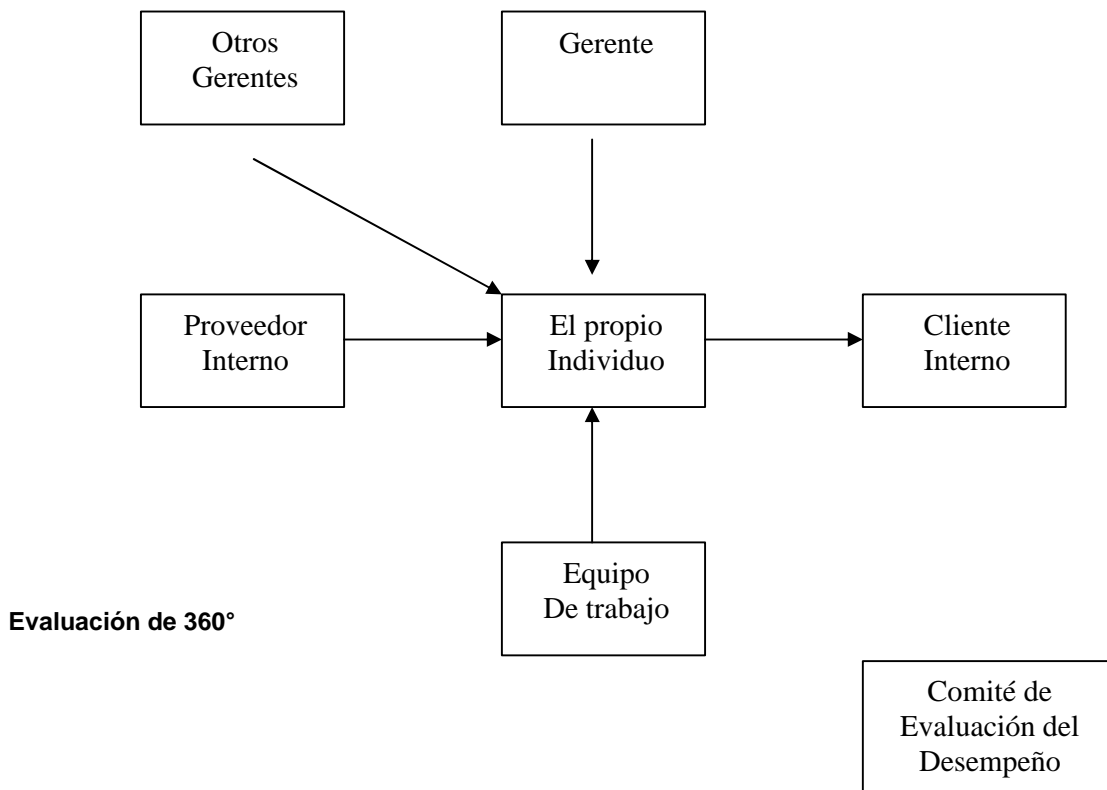 Otros
Gerentes
Gerente
Proveedor
Interno
El propio
Individuo
Cliente
Interno
Equipo
De trabajo
Evaluación de 360°
Comité de
Evaluación del
Desempeño